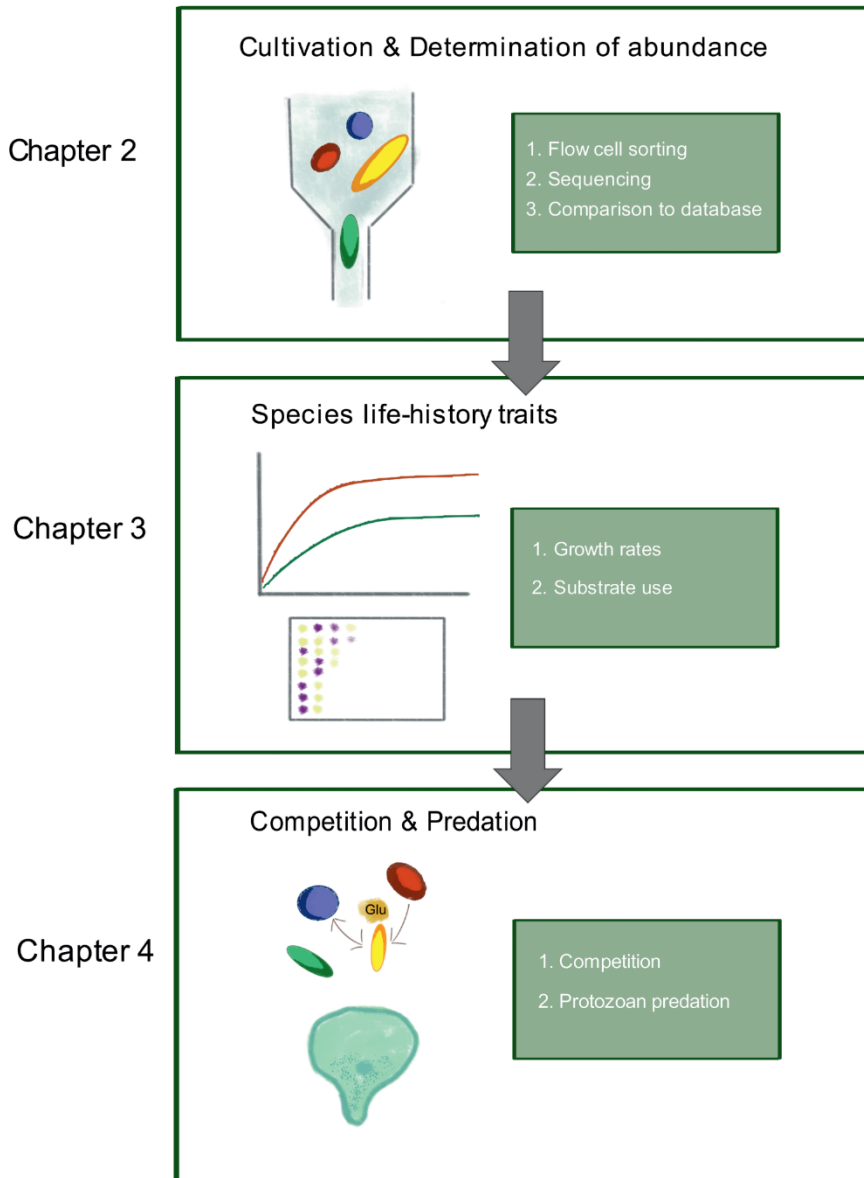 Cultivation & Determination of abundance
Chapter 2
1. Flow cell sorting
2. Sequencing
3. Comparison to database
Species life-history traits
Chapter 3
1. Growth rates
2. Substrate use
Competition & Predation
Glu
Chapter 4
1. Competition
2. Protozoan predation